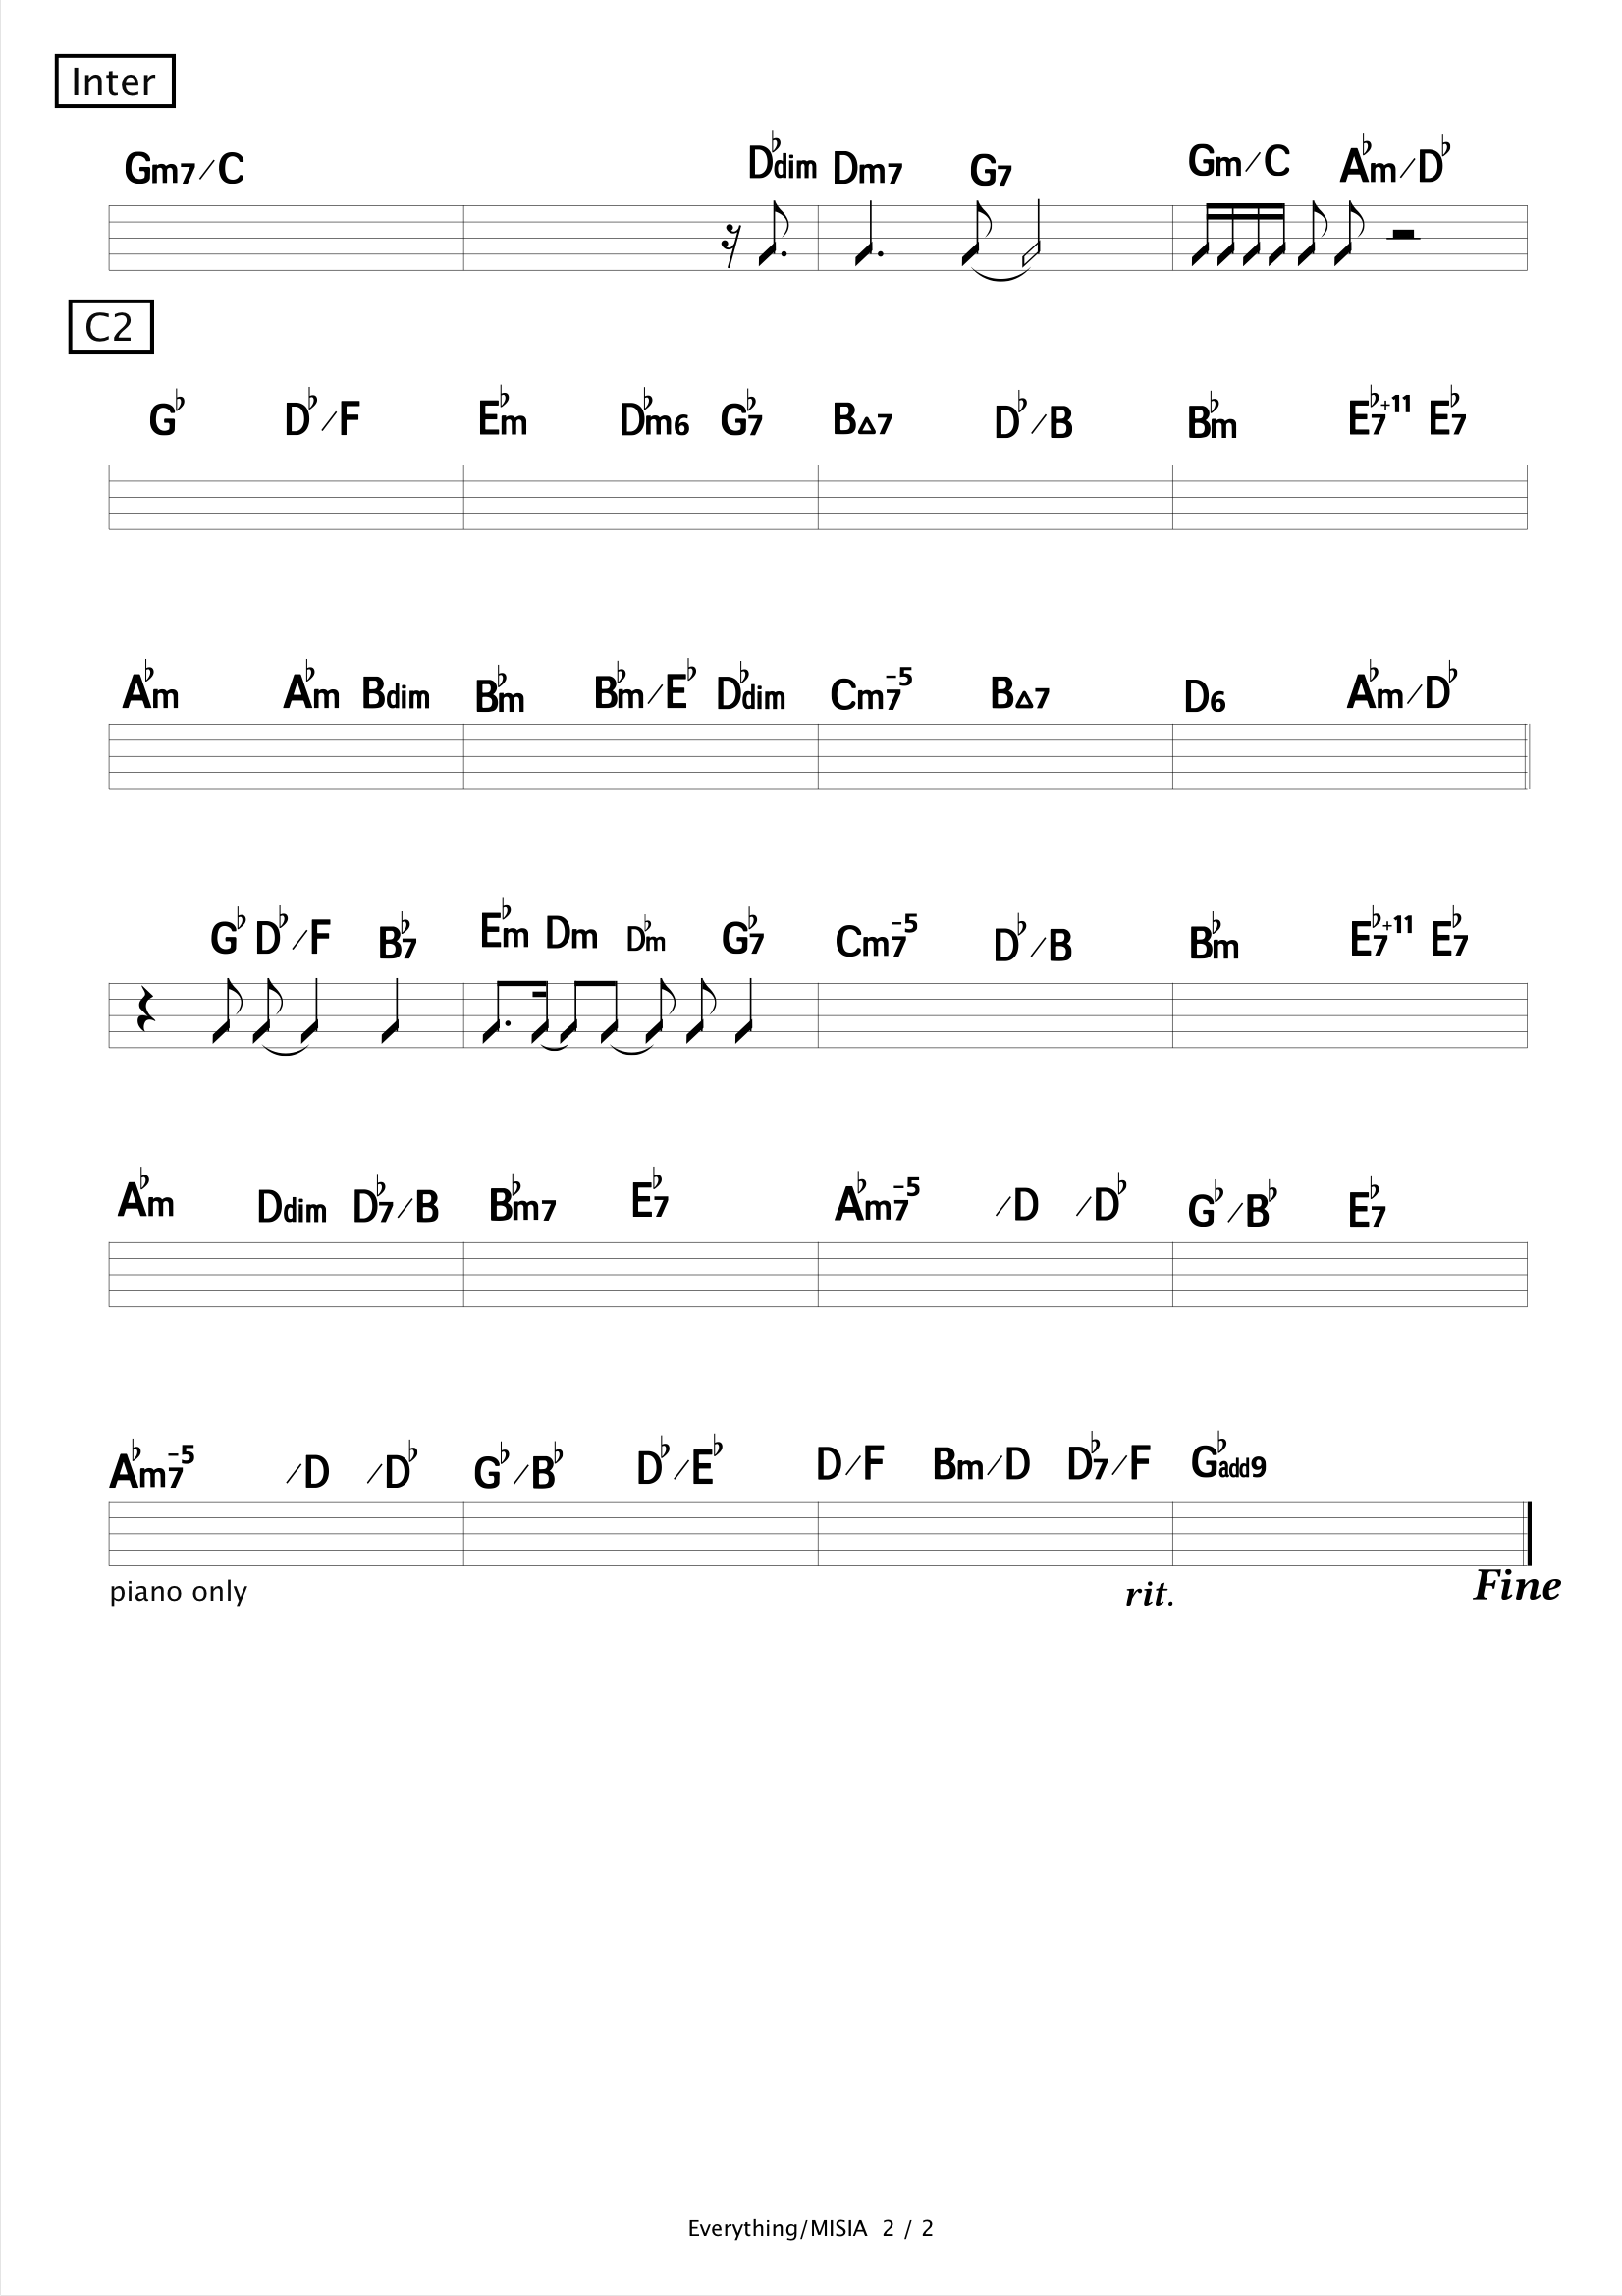 Inter
Gm7/C D♭dim Dm7 G7 Gm/C A♭m/D♭
C2
G♭ D♭/F E♭m D♭m6 G♭7 B△7 D♭/B B♭m E♭7+11 E♭7
A♭m A♭m Bdim B♭m B♭m/E♭ D♭dim Cm7-5 B△7 D6 A♭m/D♭
G♭ D♭/F B♭7 E♭m Dm D♭m G♭7 Cm7-5 D♭/B B♭m E♭7+11 E♭7
A♭m Ddim D♭7/B B♭m7 E♭7 A♭m7-5 /D /D♭ G♭/B♭ E♭7
A♭m7-5 /D /D♭ G♭/B♭ D♭/E♭ D/F Bm/D D♭7/F G♭add9
piano only rit. Fine
Everything/MISIA 2 / 2